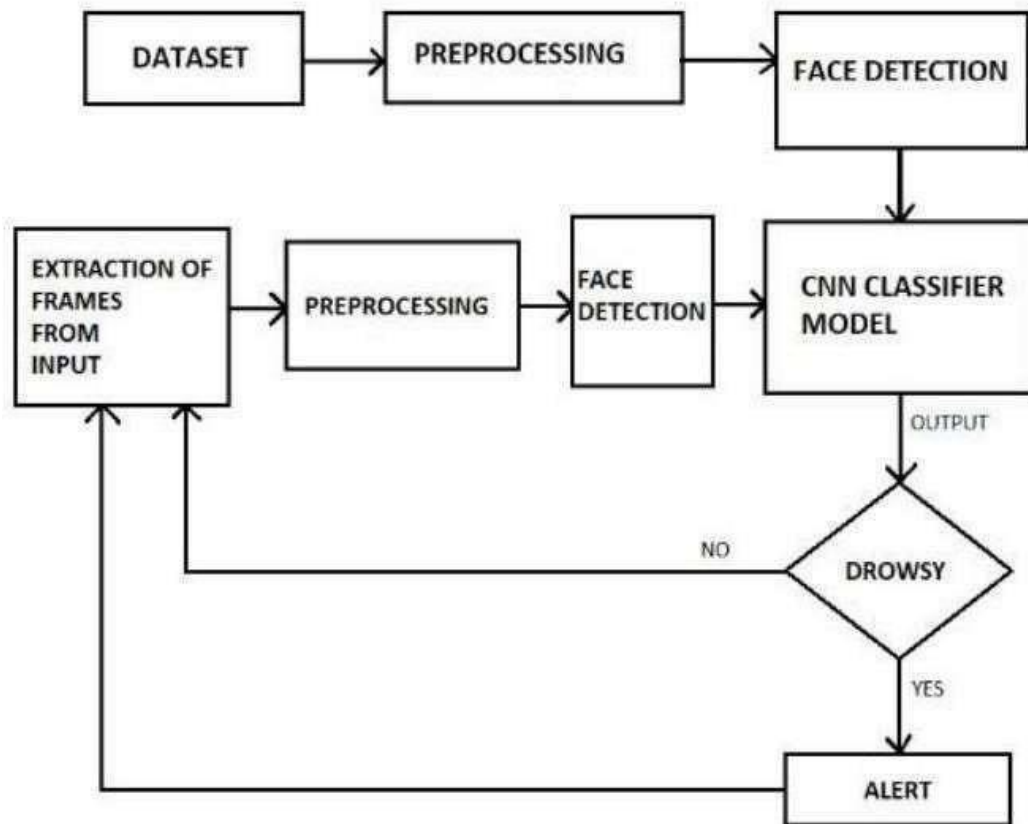 DATASET
PREPROCESSING
FACE DETECTION
EXTRACTION OF
FRAMES
FROM
INPUT
PREPROCESSING
FACE
DETECTION
CNN CLASSIFIER
MODEL
OUTPUT
NO
DROWSY
YES
ALERT